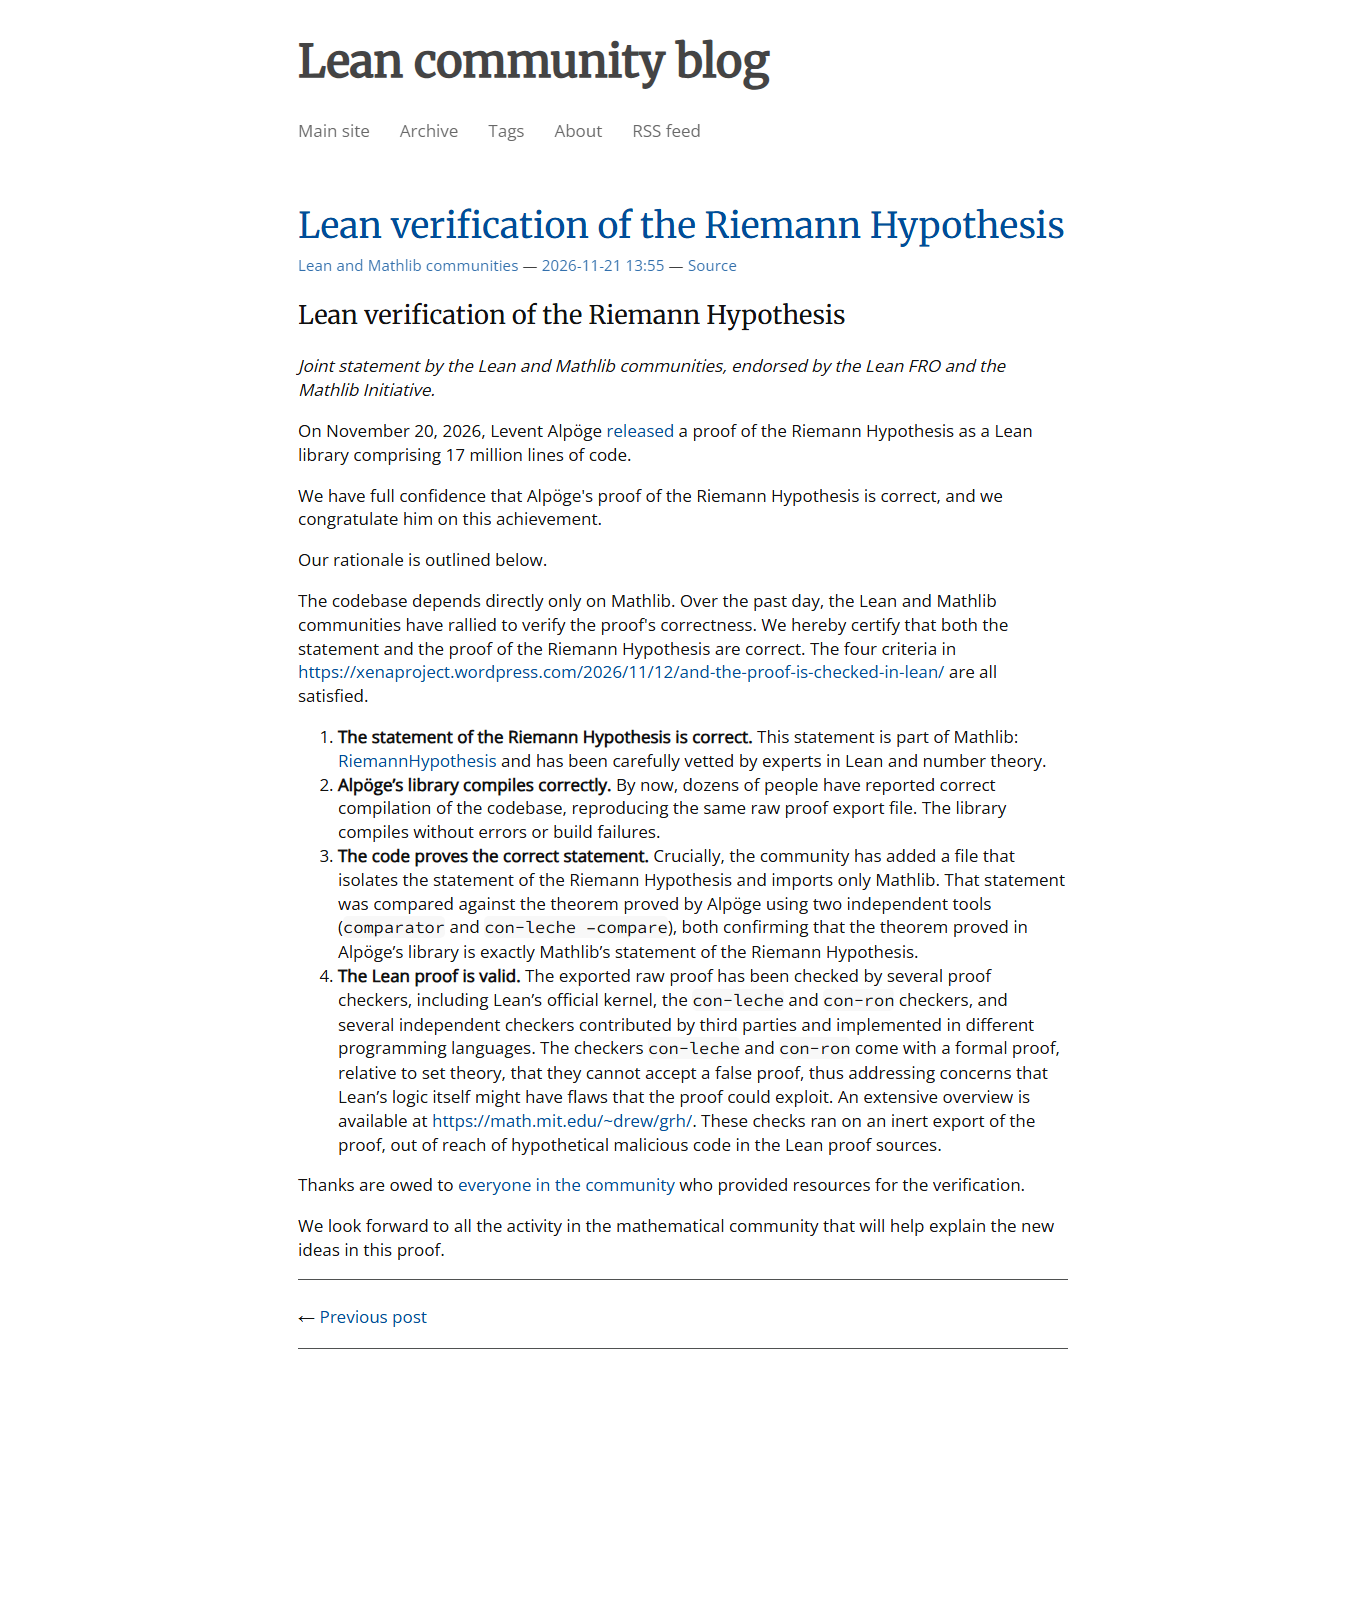 Lean community blog
Main site Archive Tags About RSS feed
Lean verification of the Riemann Hypothesis
Lean and Mathlib communities — 2026-11-21 13:55 — Source
Lean verification of the Riemann Hypothesis
Joint statement by the Lean and Mathlib communities, endorsed by the Lean FRO and the
Mathlib Initiative.
On November 20, 2026, Levent Alpöge released a proof of the Riemann Hypothesis as a Lean
library comprising 17 million lines of code.
We have full confidence that Alpöge's proof of the Riemann Hypothesis is correct, and we
congratulate him on this achievement.
Our rationale is outlined below.
The codebase depends directly only on Mathlib. Over the past day, the Lean and Mathlib
communities have rallied to verify the proof's correctness. We hereby certify that both the
statement and the proof of the Riemann Hypothesis are correct. The four criteria in
https://xenaproject.wordpress.com/2026/11/12/and-the-proof-is-checked-in-lean/ are all
satisfied.
1. The statement of the Riemann Hypothesis is correct. This statement is part of Mathlib:
RiemannHypothesis and has been carefully vetted by experts in Lean and number theory.
2. Alpöge’s library compiles correctly. By now, dozens of people have reported correct
compilation of the codebase, reproducing the same raw proof export file. The library
compiles without errors or build failures.
3. The code proves the correct statement. Crucially, the community has added a file that
isolates the statement of the Riemann Hypothesis and imports only Mathlib. That statement
was compared against the theorem proved by Alpöge using two independent tools
(comparator and con-leche –compare), both confirming that the theorem proved in
Alpöge’s library is exactly Mathlib’s statement of the Riemann Hypothesis.
4. The Lean proof is valid. The exported raw proof has been checked by several proof
checkers, including Lean’s official kernel, the con-leche and con-ron checkers, and
several independent checkers contributed by third parties and implemented in different
programming languages. The checkers con-leche and con-ron come with a formal proof,
relative to set theory, that they cannot accept a false proof, thus addressing concerns that
Lean’s logic itself might have flaws that the proof could exploit. An extensive overview is
available at https://math.mit.edu/~drew/grh/. These checks ran on an inert export of the
proof, out of reach of hypothetical malicious code in the Lean proof sources.
Thanks are owed to everyone in the community who provided resources for the verification.
We look forward to all the activity in the mathematical community that will help explain the new
ideas in this proof.
← Previous post